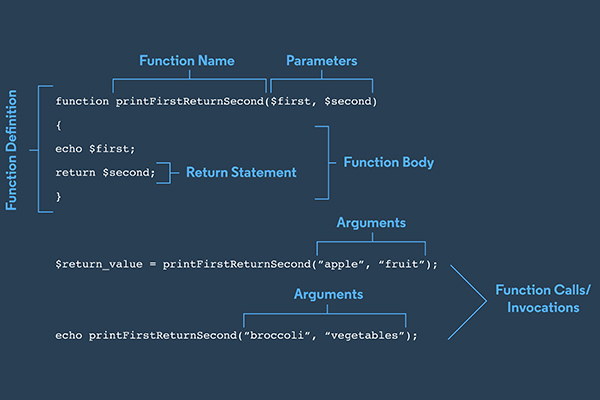 Function Name
Parameters
Function Definition
function printFirstReturnSecond($first, $second)
{
echo $first;
return $second;
}
Return Statement
Function Body
Arguments
$return_value = printFirstReturnSecond(”apple”, “fruit”);
Arguments
echo printFirstReturnSecond(”broccoli”, “vegetables”);
Function Calls/
Invocations